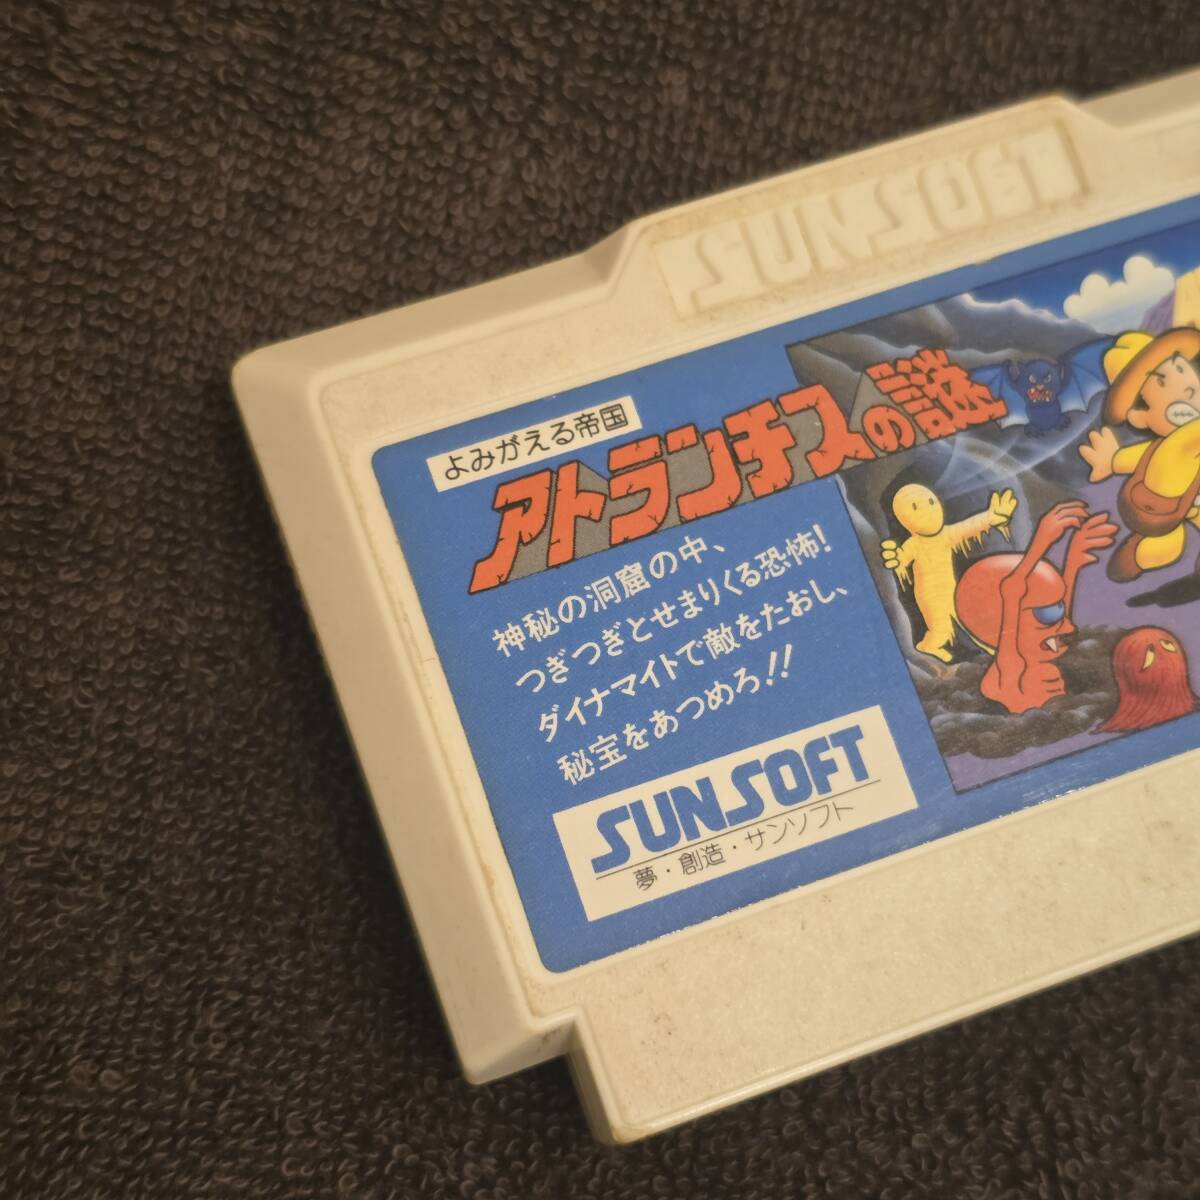 SUNSOFT
よみがえる帝国
アトランチスの謎
神秘の洞窟の中、
つぎつぎとせまりくる恐怖！
ダイナマイトで敵をたおし、
秘宝をあつめろ！！
SUNSOFT
夢・創造・サンソフト